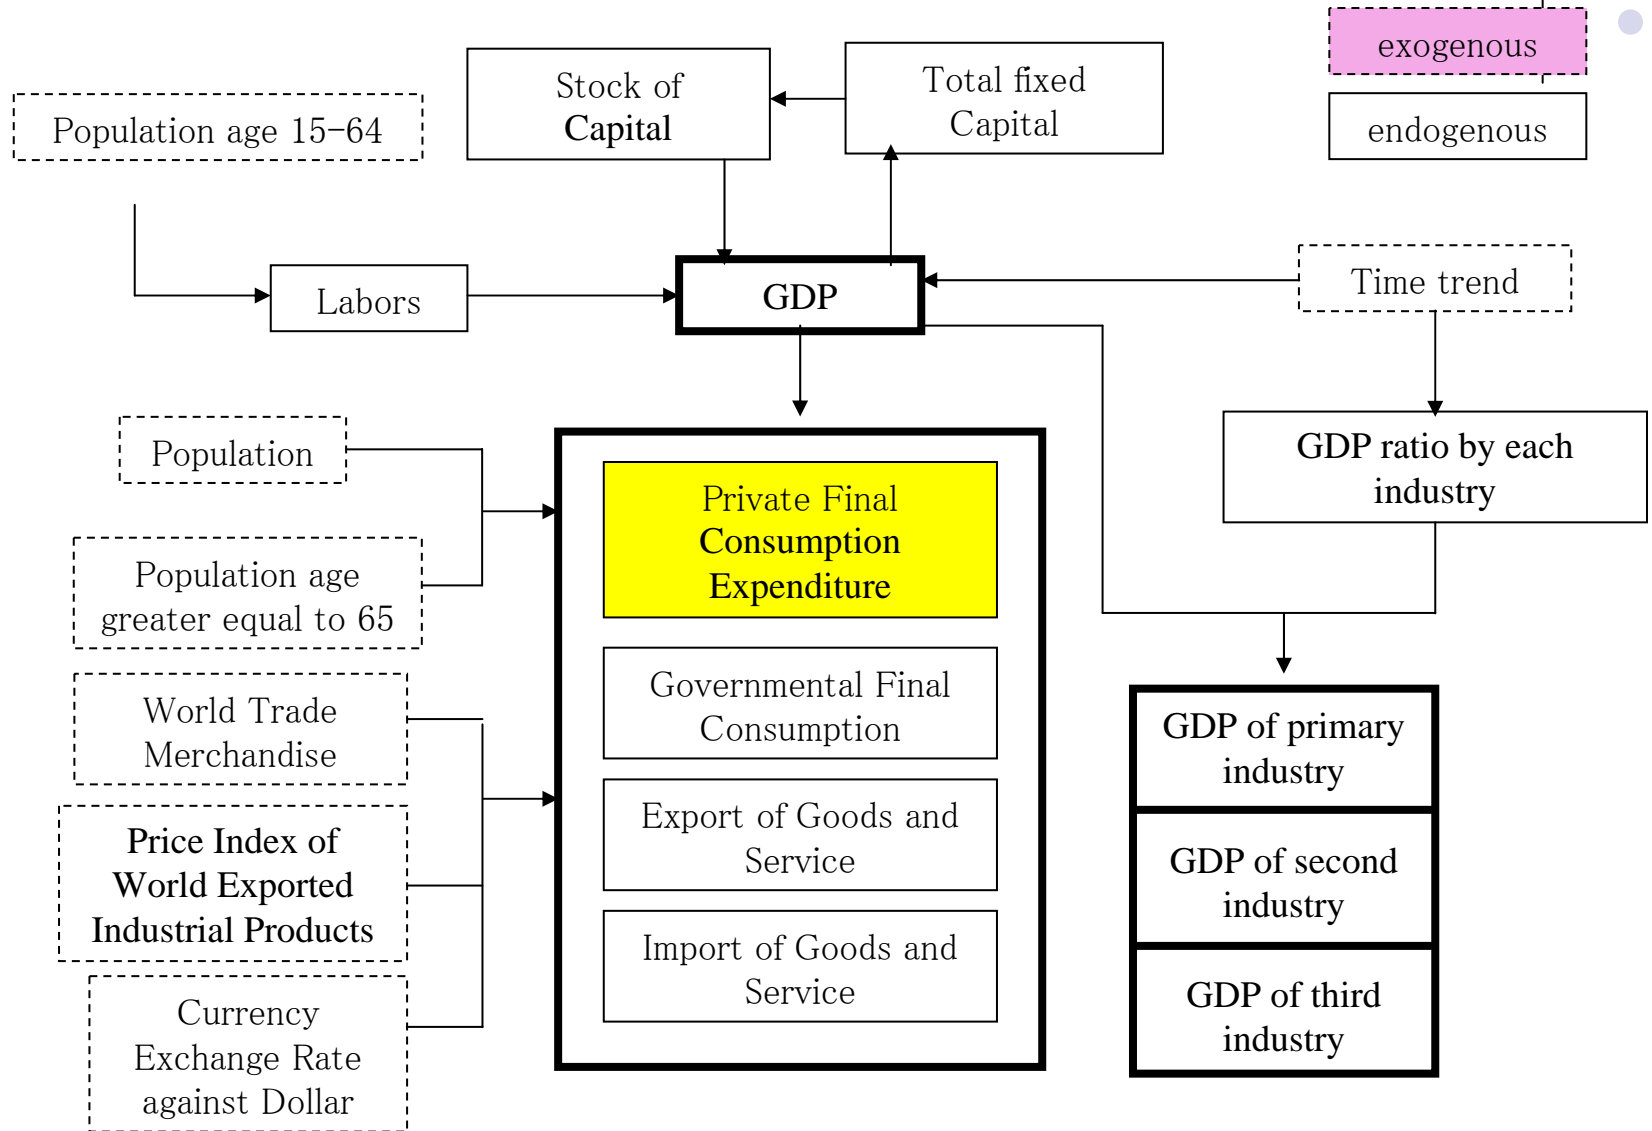 exogenous
endogenous
Stock of
Capital
Total fixed
Capital
Population age 15-64
Labors
GDP
Time trend
Population
Population age
greater equal to 65
World Trade
Merchandise
Price Index of
World Exported
Industrial Products
Currency
Exchange Rate
against Dollar
Private Final
Consumption
Expenditure
Governmental Final
Consumption
Export of Goods and
Service
Import of Goods and
Service
GDP ratio by each
industry
GDP of primary
industry
GDP of second
industry
GDP of third
industry